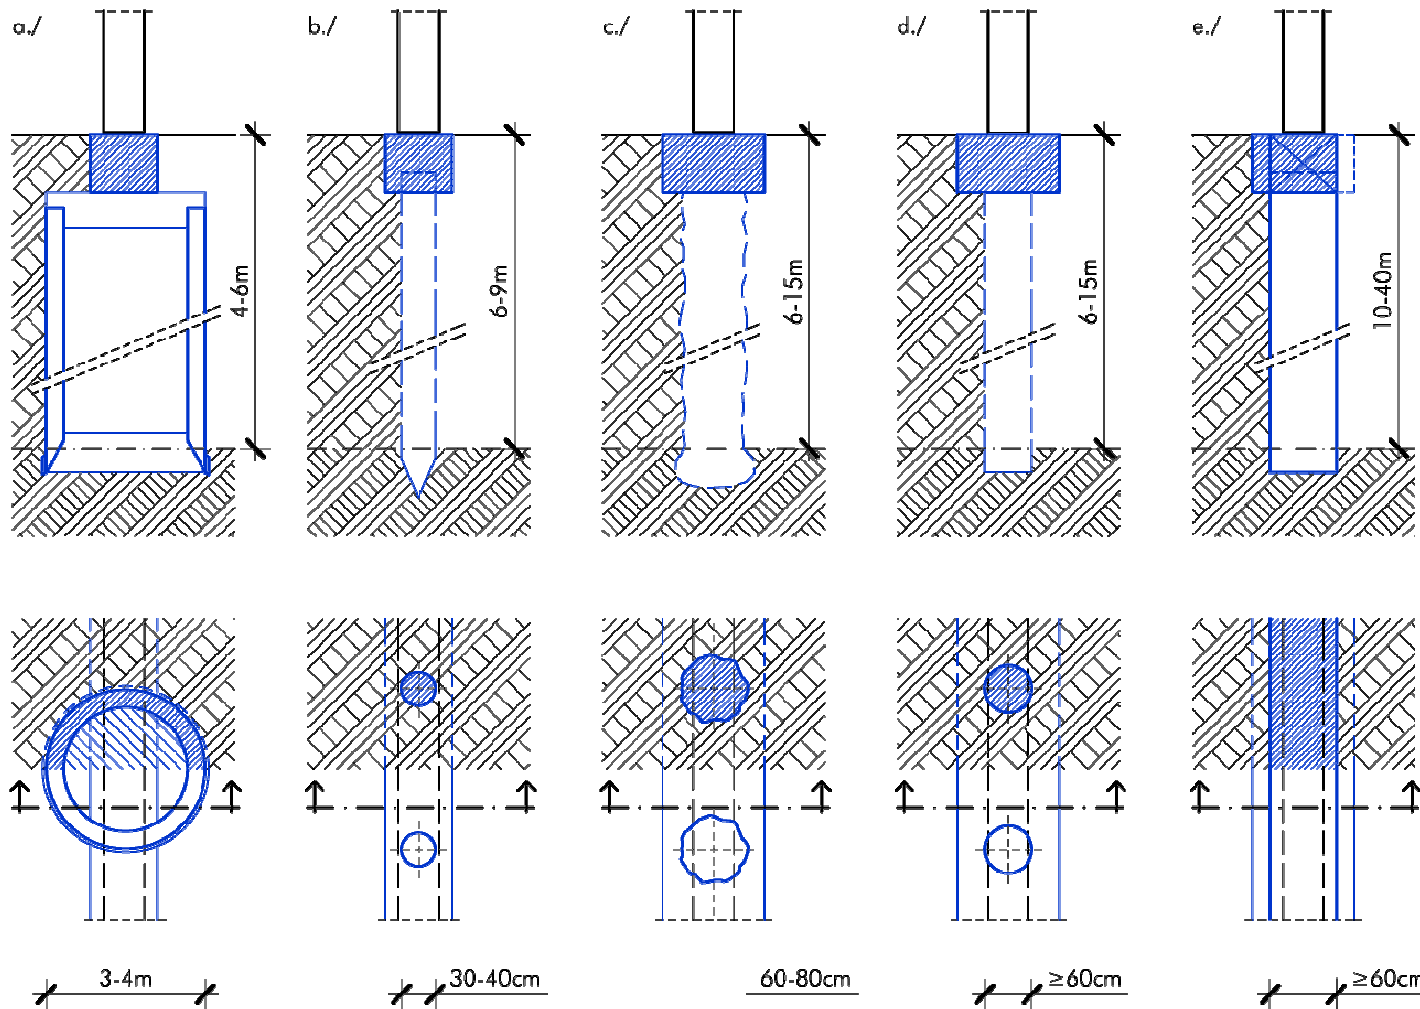 a./
b./
c./
d./
e./
4-6m
6-9m
6-15m
6-15m
10-40m
3-4m
30-40cm
60-80cm
≥60cm
≥60cm